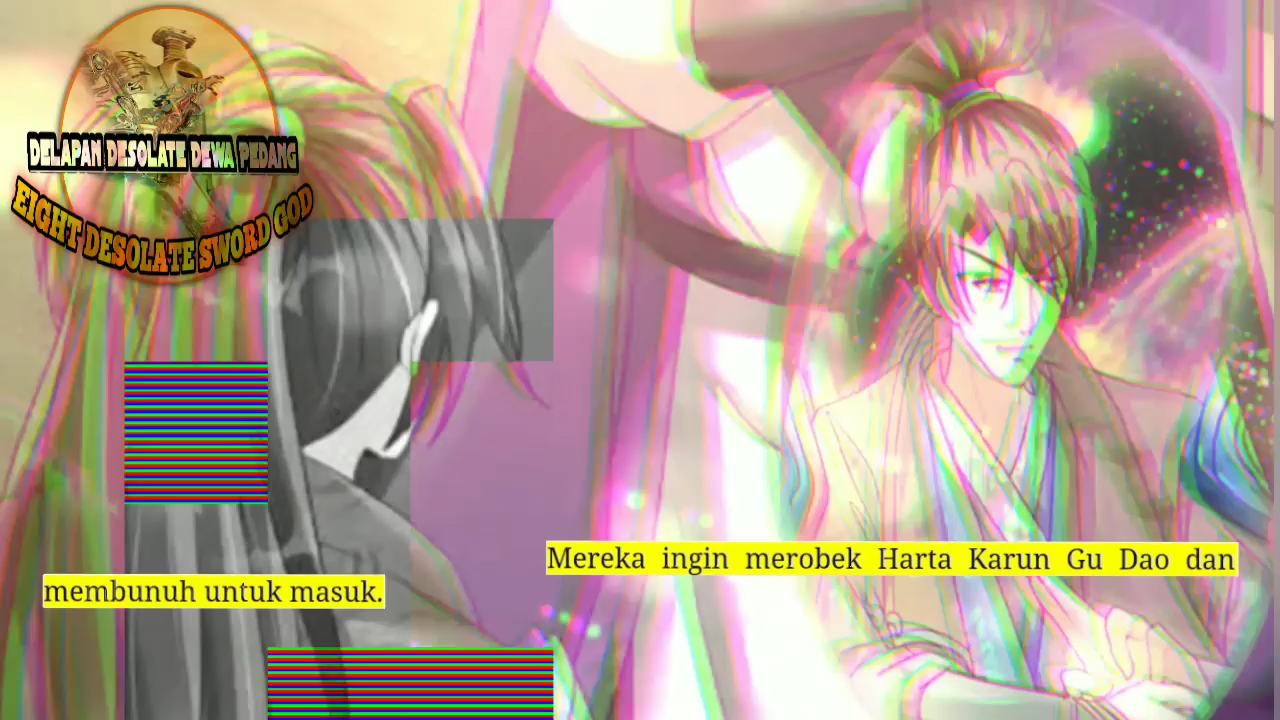 DELAPAN DESOLATE DEWA PEDANG
EIGHT DESOLATE SWORD GOD
Mereka ingin merobek Harta Karun Gu Dao dan
membunuh untuk masuk.